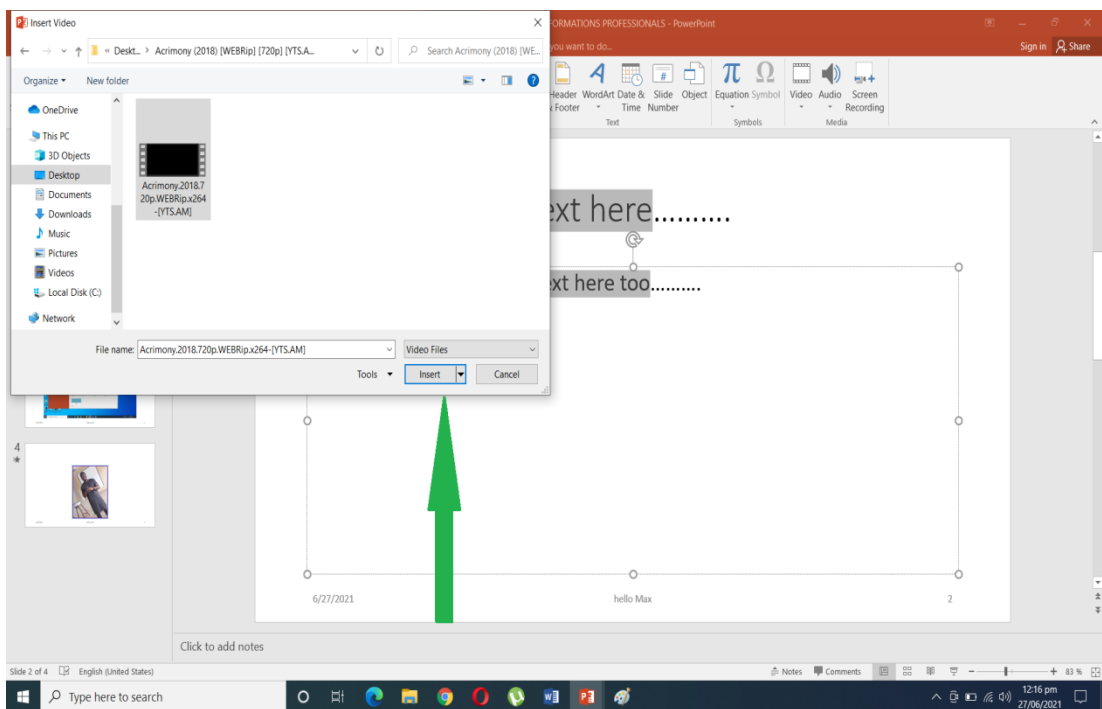 Insert Video
FORMATIONS PROFESSIONALS - PowerPoint
« Deskt... > Acrimony (2018) [WEBRip] [720p] [YTS.A...
Search Acrimony (2018) [WE...
you want to do...
Sign in
Share
Organize
New folder
OneDrive
This PC
3D Objects
Desktop
Documents
Downloads
Music
Pictures
Videos
Local Disk (C:)
Network
Acrimony.2018.7
20p.WEBRip.x264
-[YTS.AM]
File name:
Acrimony.2018.720p.WEBRip.x264-[YTS.AM]
Video Files
Tools
Insert
Cancel
Header
& Footer
WordArt
Date &
Time
Slide
Number
Object
Equation
Symbol
Video
Audio
Screen
Recording
Text
Symbols
Media
ext here..........
ext here too..........
4
6/27/2021
hello Max
2
Click to add notes
Slide 2 of 4
English (United States)
Notes
Comments
83 %
Type here to search
12:16 pm
27/06/2021